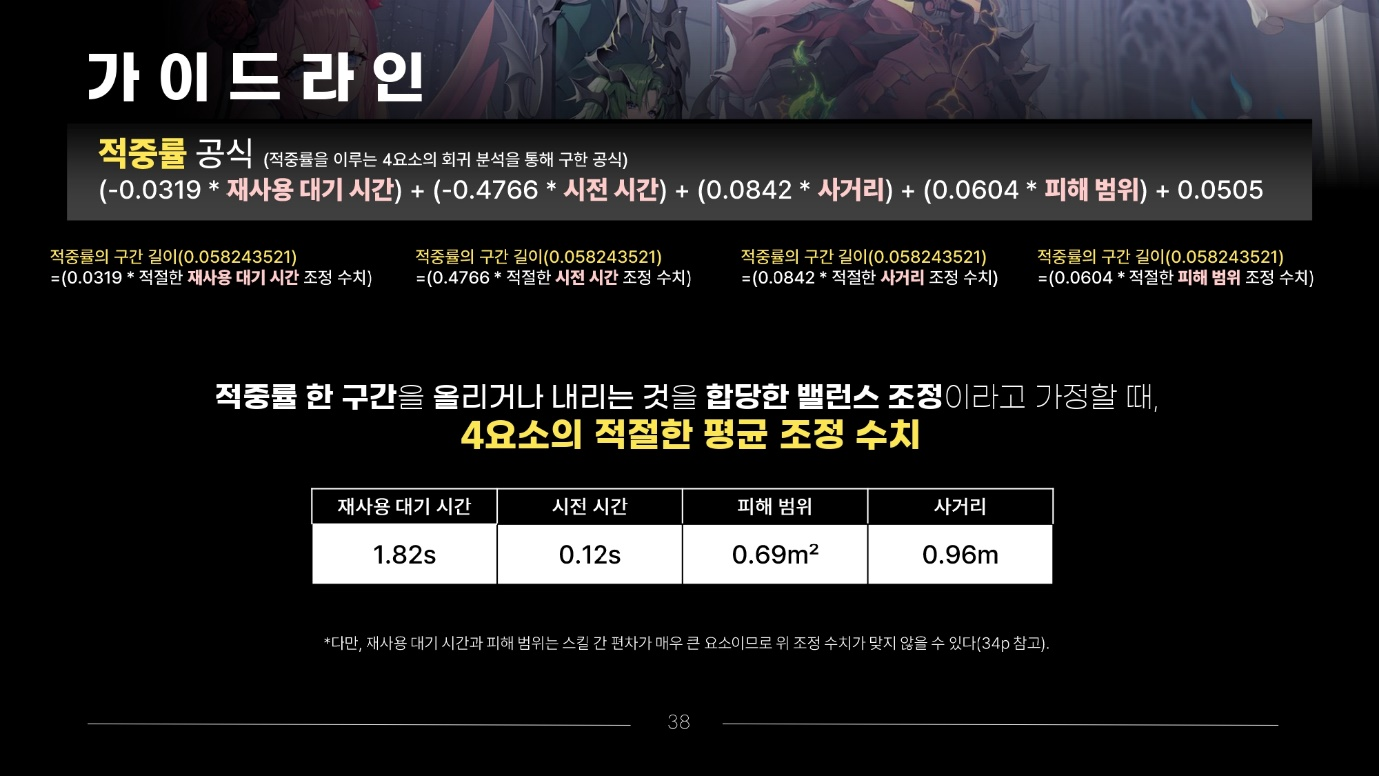 가이드라인
적중률 공식 (적중률을 이루는 4요소의 회귀 분석을 통해 구한 공식)
(-0.0319 * 재사용 대기 시간) + (-0.4766 * 시전 시간) + (0.0842 * 사거리) + (0.0604 * 피해 범위) + 0.0505
적중률의 구간 길이(0.058243521)
=(0.0319 * 적절한 재사용 대기 시간 조정 수치)
적중률의 구간 길이(0.058243521)
=(0.4766 * 적절한 시전 시간 조정 수치)
적중률의 구간 길이(0.058243521)
=(0.0842 * 적절한 사거리 조정 수치)
적중률의 구간 길이(0.058243521)
=(0.0604 * 적절한 피해 범위 조정 수치)
적중률 한 구간을 올리거나 내리는 것을 합당한 밸런스 조정이라고 가정할 때,
4요소의 적절한 평균 조정 수치
재사용 대기 시간 시전 시간 피해 범위 사거리
1.82s 0.12s 0.69m² 0.96m
*다만, 재사용 대기 시간과 피해 범위는 스킬 간 편차가 매우 큰 요소이므로 위 조정 수치가 맞지 않을 수 있다(34p 참고).
38